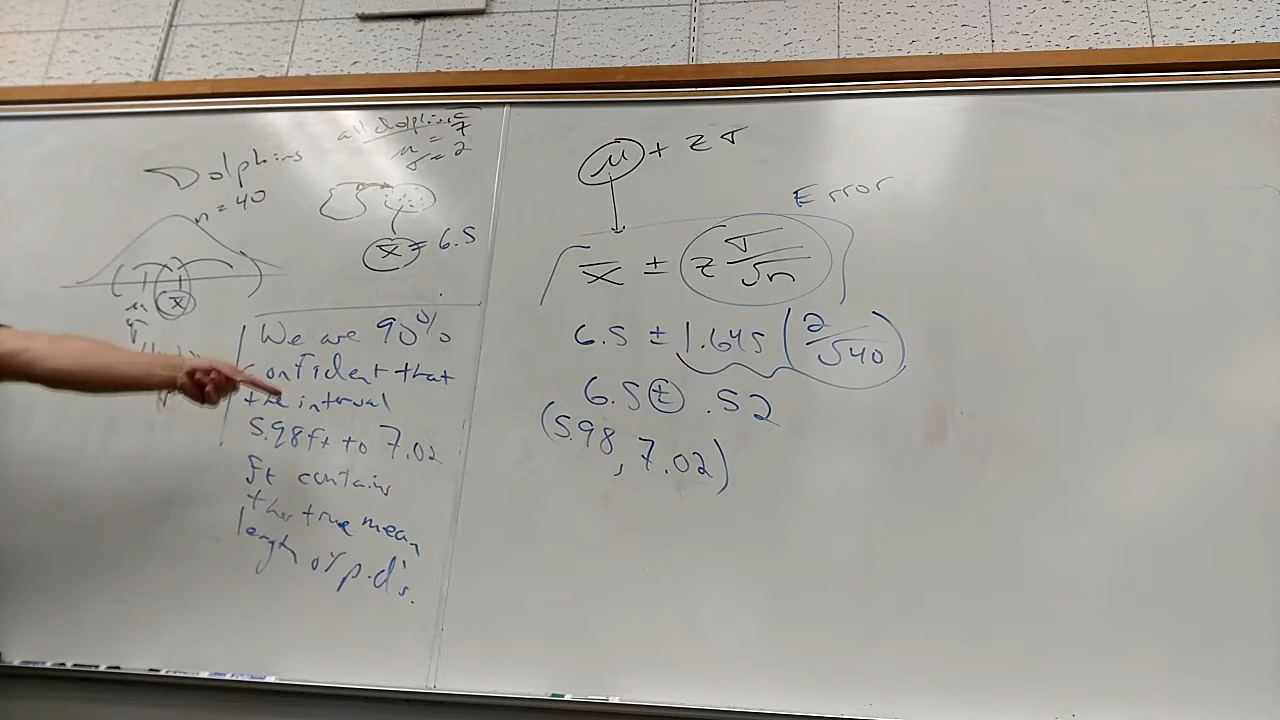 Dolphins
n = 40
all dolphins
μ = 7
σ = 2
x̄ = 6.5
μ
x̄
We are 90%
confident that
the interval
5.98ft to 7.02
ft contains
the true mean
length of p.d's.
μ + zσ
Error
x̄ ± z σ/√n
6.5 ± 1.645 (2/√40)
6.5 ± .52
(5.98, 7.02)